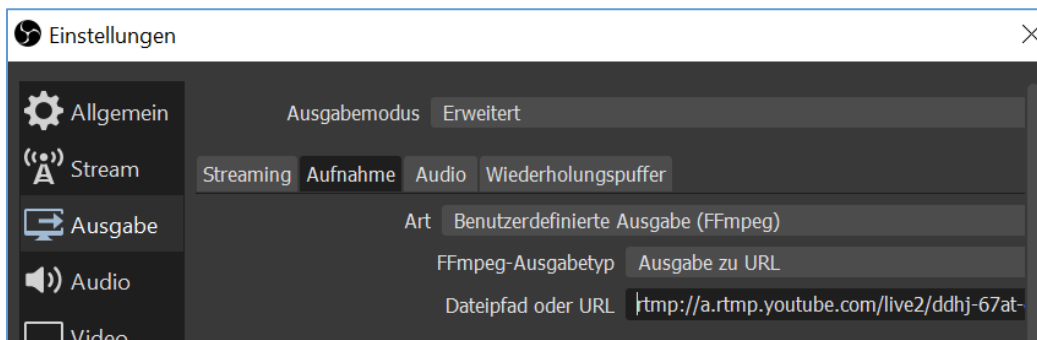 Einstellungen
Allgemein
Ausgabemodus Erweitert
Stream
Streaming Aufnahme Audio Wiederholungspuffer
Ausgabe
Art Benutzerdefinierte Ausgabe (FFmpeg)
FFmpeg-Ausgabetyp Ausgabe zu URL
Audio
Dateipfad oder URL rtmp://a.rtmp.youtube.com/live2/ddhj-67at-
Video